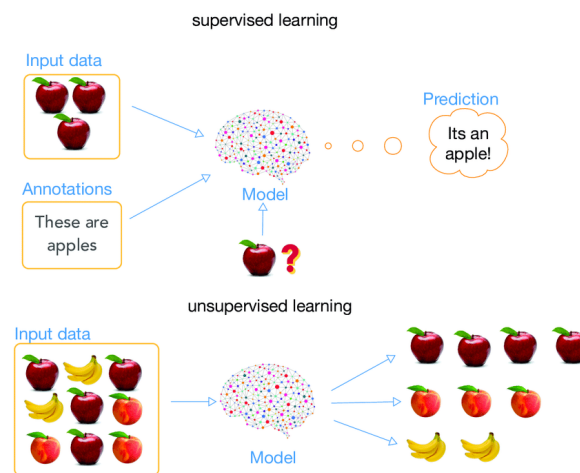 supervised learning
Input data
Prediction
Its an
apple!
Annotations
These are
apples
Model
?
unsupervised learning
Input data
Model